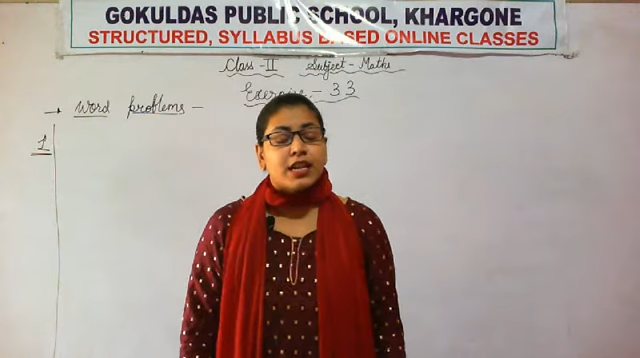 GOKULDAS PUBLIC SCHOOL, KHARGONE
STRUCTURED, SYLLABUS BASED ONLINE CLASSES
Class - II Subject - Maths
Exercise - 33
→ Word problems -
1